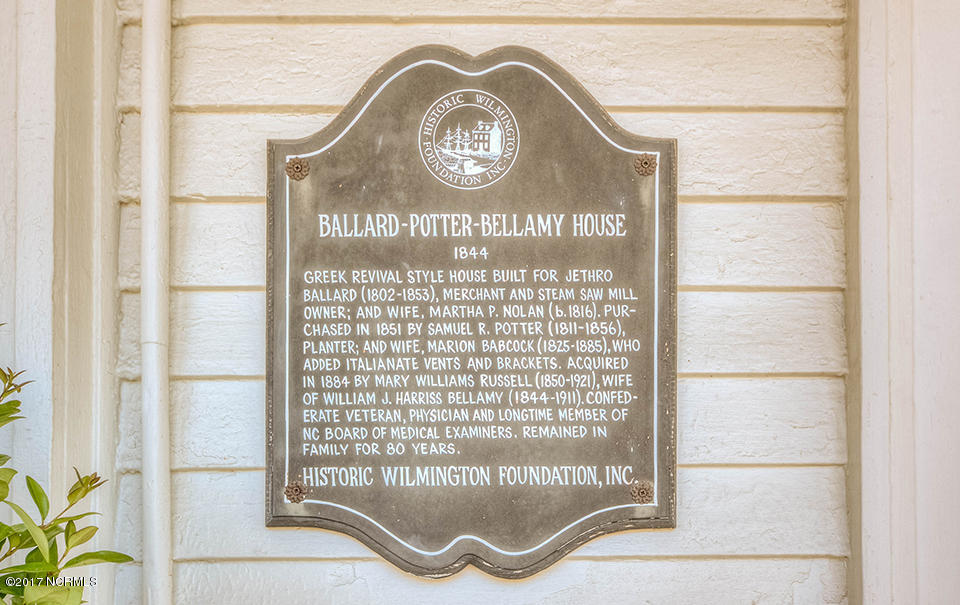 HISTORIC WILMINGTON
FOUNDATION INC.
BALLARD-POTTER-BELLAMY HOUSE
1844
GREEK REVIVAL STYLE HOUSE BUILT FOR JETHRO
BALLARD (1802-1853), MERCHANT AND STEAM SAW MILL
OWNER; AND WIFE, MARTHA P. NOLAN (b.1816). PUR-
CHASED IN 1851 BY SAMUEL R. POTTER (1811-1856),
PLANTER; AND WIFE, MARION BABCOCK (1825-1885), WHO
ADDED ITALIANATE VENTS AND BRACKETS. ACQUIRED
IN 1884 BY MARY WILLIAMS RUSSELL (1850-1921), WIFE
OF WILLIAM J. HARRISS BELLAMY (1844-1911). CONFED-
ERATE VETERAN, PHYSICIAN AND LONGTIME MEMBER OF
NC BOARD OF MEDICAL EXAMINERS. REMAINED IN
FAMILY FOR 80 YEARS.
HISTORIC WILMINGTON FOUNDATION, INC.
©2017 NCRMLS